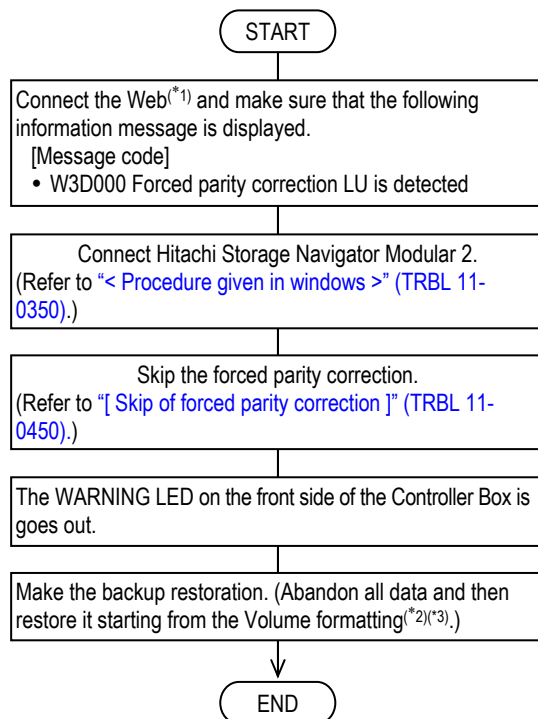 START
Connect the Web(*1) and make sure that the following
information message is displayed.
[Message code]
• W3D000 Forced parity correction LU is detected
Connect Hitachi Storage Navigator Modular 2.
(Refer to “< Procedure given in windows >” (TRBL 11-
0350).)
Skip the forced parity correction.
(Refer to “[ Skip of forced parity correction ]” (TRBL 11-
0450).)
The WARNING LED on the front side of the Controller Box is
goes out.
Make the backup restoration. (Abandon all data and then
restore it starting from the Volume formatting(*2)(*3).)
END